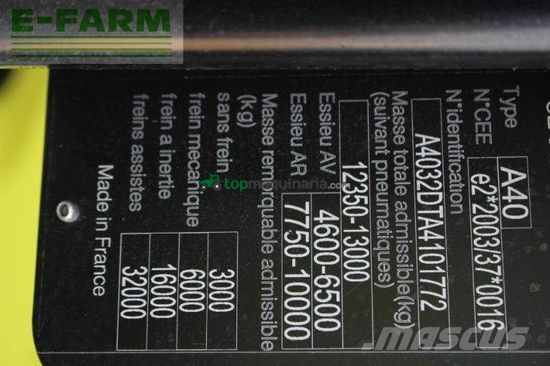 E-FARM
Type A40
N°CEE e2*2003/37*0016
N°identification A4032DTA4101772
Masse totale admissible(kg)
(suivant pneumatiques) 12350-13000
Essieu AV 4600-6500
Essieu AR 7750-10000
Masse remorquable admissible
(kg)
sans frein 3000
frein mecanique 6000
frein a inertie 16000
freins assistes 32000
Made in France
topmaquinaria.com
MASCUS